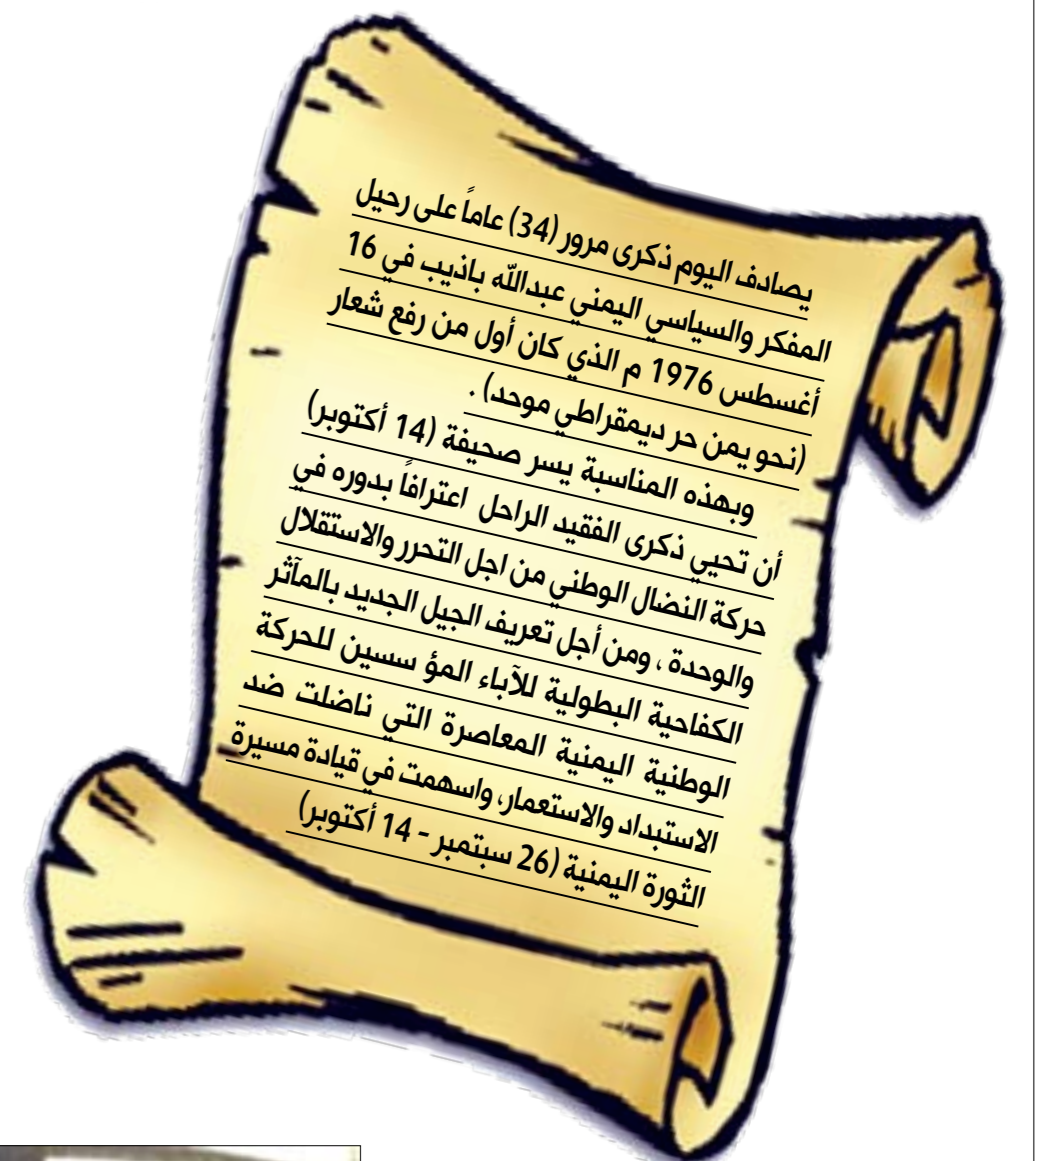 يصادف اليوم ذكرى مرور (34) عاماً على رحيل
المفكر والسياسي اليمني عبدالله باذيب في 16
أغسطس 1976 م الذي كان أول من رفع شعار
(نحو يمن حر ديمقراطي موحد) .
وبهذه المناسبة يسر صحيفة (14 أكتوبر)
أن تحيي ذكرى الفقيد الراحل اعترافاً بدوره في
حركة النضال الوطني من اجل التحرر والاستقلال
والوحدة ، ومن أجل تعريف الجيل الجديد بالمآثر
الكفاحية البطولية للآباء المؤ سسين للحركة
الوطنية اليمنية المعاصرة التي ناضلت ضد
الاستبداد والاستعمار، واسهمت في قيادة مسيرة
الثورة اليمنية (26 سبتمبر - 14 أكتوبر)